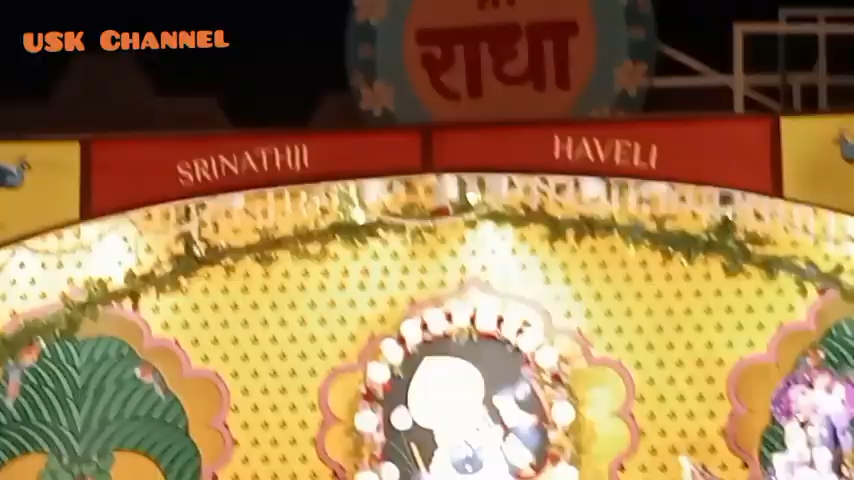 USK CHANNEL
राधा
SRINATHJI HAVELI